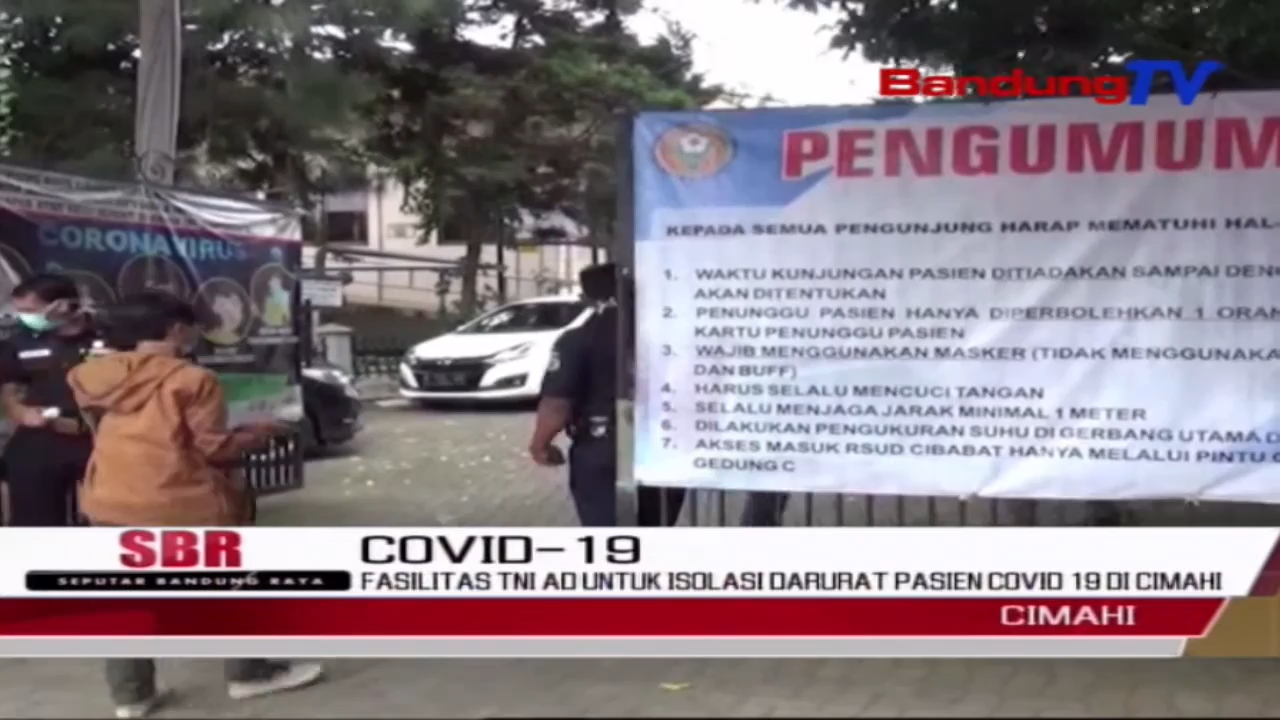 BandungTV
PENGUMUM
CORONAVIRUS
KEPADA SEMUA PENGUNJUNG HARAP MEMATUHI HAL-
1. WAKTU KUNJUNGAN PASIEN DITIADAKAN SAMPAI DENG
AKAN DITENTUKAN
2. PENUNGGU PASIEN HANYA DIPERBOLEHKAN 1 ORAN
KARTU PENUNGGU PASIEN
3. WAJIB MENGGUNAKAN MASKER (TIDAK MENGGUNAKA
DAN BUFF)
4. HARUS SELALU MENCUCI TANGAN
5. SELALU MENJAGA JARAK MINIMAL 1 METER
6. DILAKUKAN PENGUKURAN SUHU DI GERBANG UTAMA D
7. AKSES MASUK RSUD CIBABAT HANYA MELALUI PINTU
GEDUNG C
SBR
SEPUTAR BANDUNG RAYA
COVID-19
FASILITAS TNI AD UNTUK ISOLASI DARURAT PASIEN COVID 19 DI CIMAHI
CIMAHI